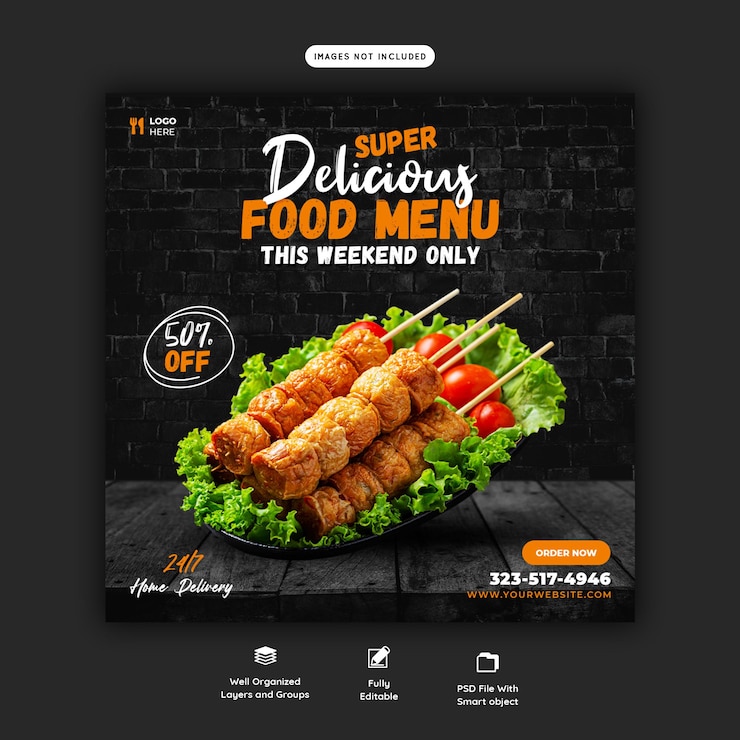 IMAGES NOT INCLUDED
LOGO
HERE
SUPER
Delicious
FOOD MENU
THIS WEEKEND ONLY
50%
OFF
24/7
Home Delivery
ORDER NOW
323-517-4946
WWW.YOURWEBSITE.COM
Well Organized
Layers and Groups
Fully
Editable
PSD File With
Smart object